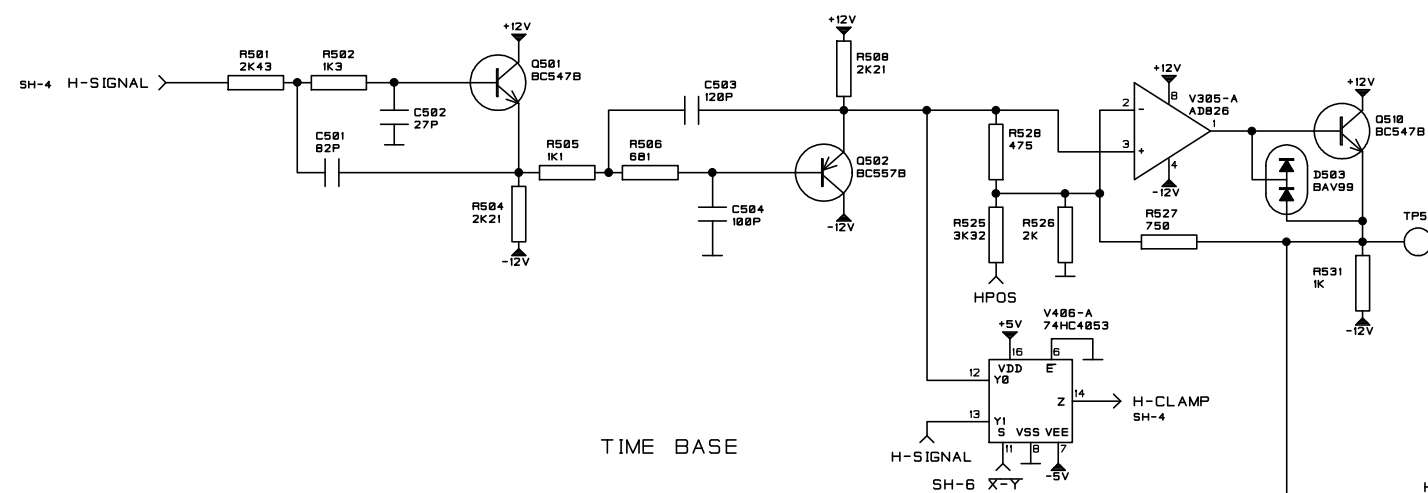 SH-4 H-SIGNAL
R501
2K43
R502
1K3
C502
27P
C501
82P
+12V
Q501
BC547B
R504
2K21
-12V
R505
1K1
R506
681
C503
120P
C504
100P
+12V
R508
2K21
Q502
BC557B
-12V
R528
475
R525
3K32
HPOS
R526
2K
R527
750
+12V
8
V305-A
AD826
2
-
3
+
1
4
-12V
+12V
Q510
BC547B
D503
BAV99
TP5
R531
1K
-12V
V406-A
74HC4053
+5V
16
6
VDD
E
12
Y0
13
Y1
Z
14
H-CLAMP
SH-4
S VSS VEE
11
8
7
-5V
H-SIGNAL
SH-6 X-Y
TIME BASE